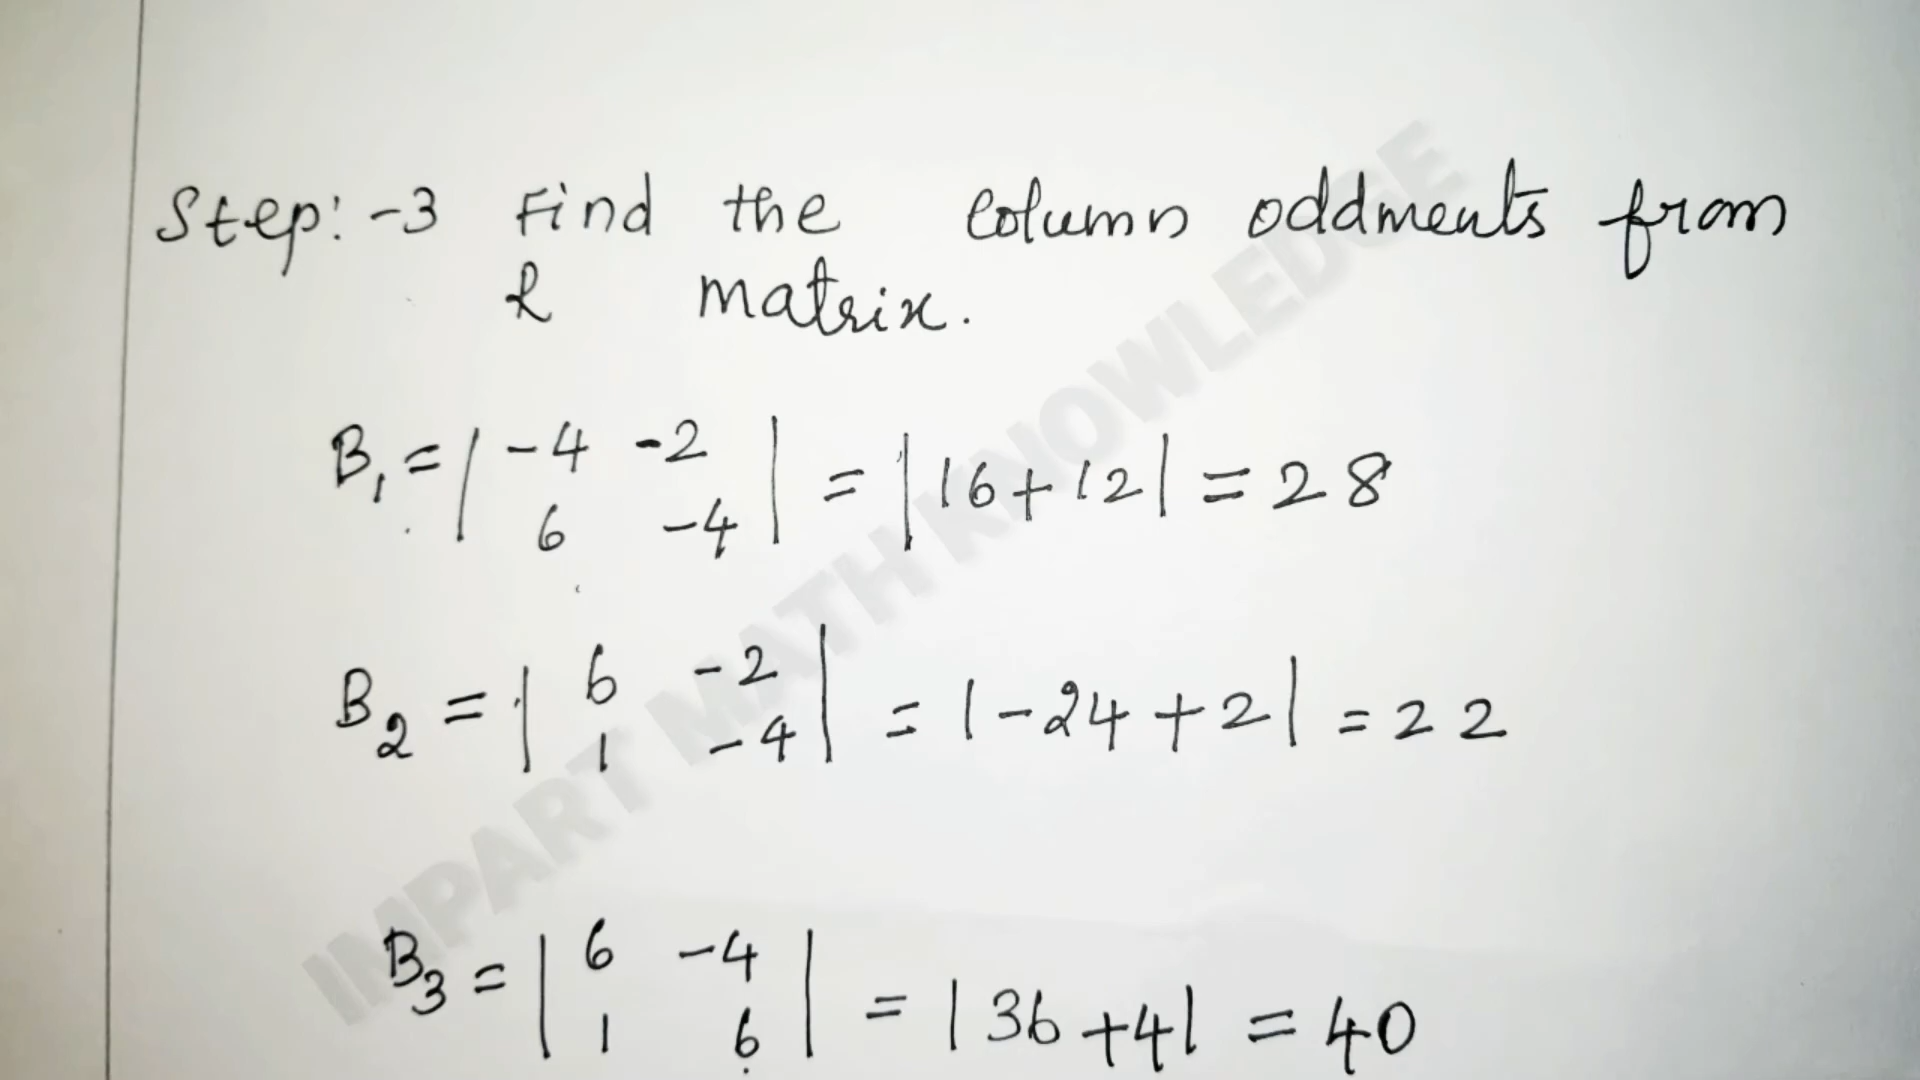 Step:-3 Find the column oddments from
R matrix.
B₁ = | -4 -2 |
| 6 -4 | = |16+12| = 28
B₂ = | 6 -2 |
| 1 -4 | = |-24+2| = 22
B₃ = | 6 -4 |
| 1 6 | = |36+4| = 40
IMPART MATH KNOWLEDGE